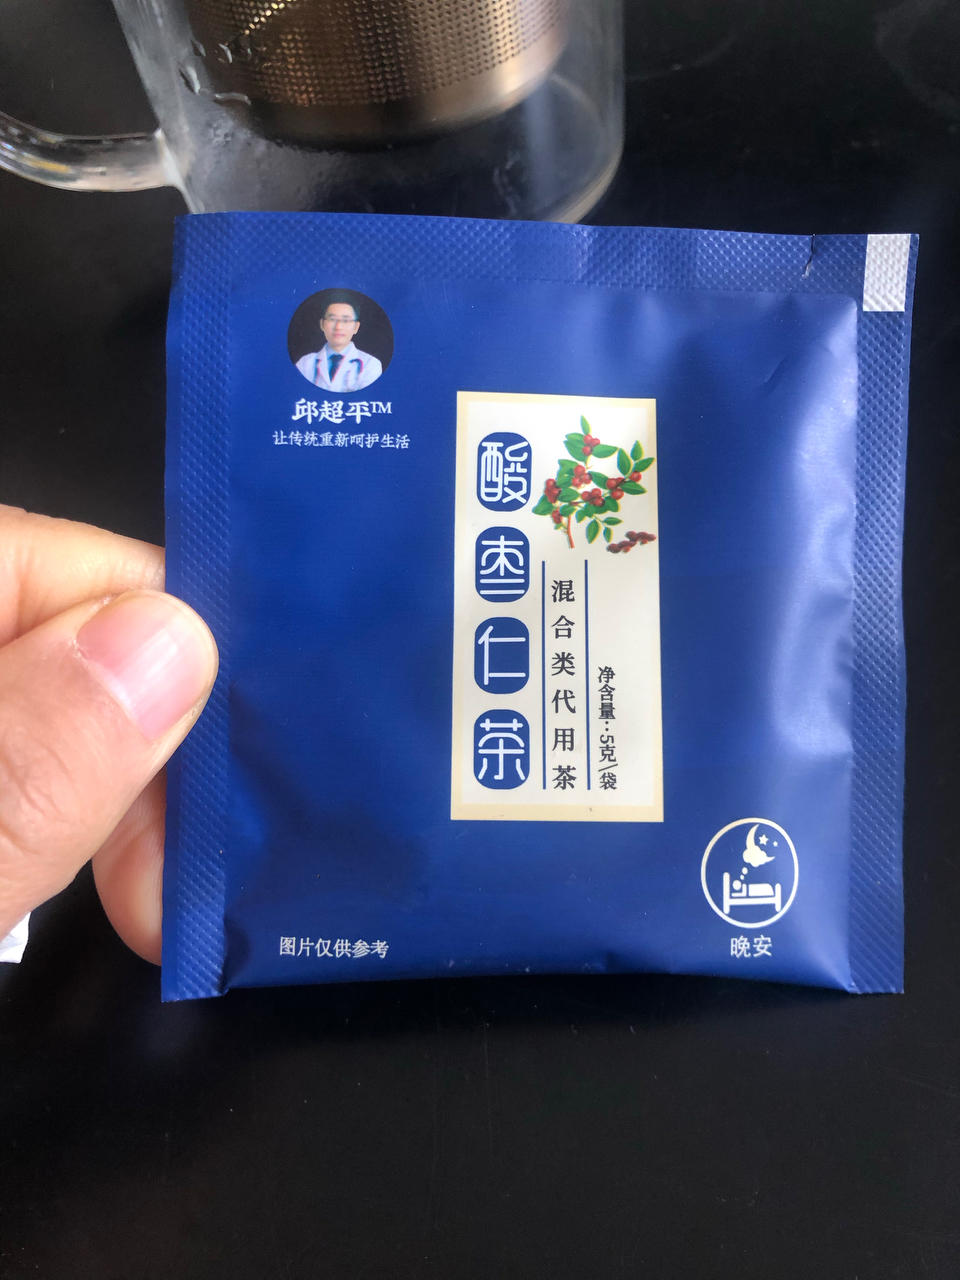 邱超平™
让传统重新呵护生活
酸枣仁茶
混合类代用茶
净含量:5克/袋
图片仅供参考
晚安